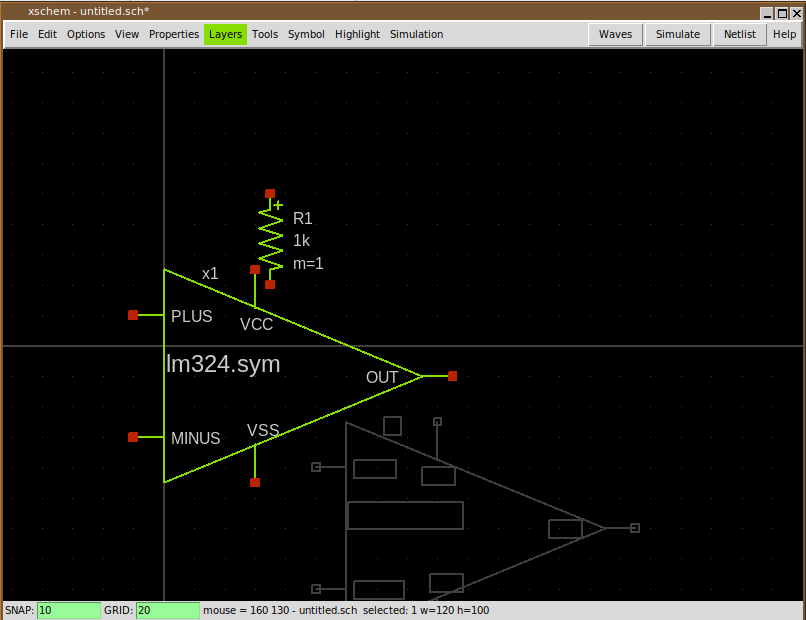 xschem - untitled.sch*
File Edit Options View Properties Layers Tools Symbol Highlight Simulation Waves Simulate Netlist Help
+
R1
1k
m=1
x1
PLUS
VCC
lm324.sym
OUT
VSS
MINUS
SNAP: 10 GRID: 20 mouse = 160 130 - untitled.sch selected: 1 w=120 h=100